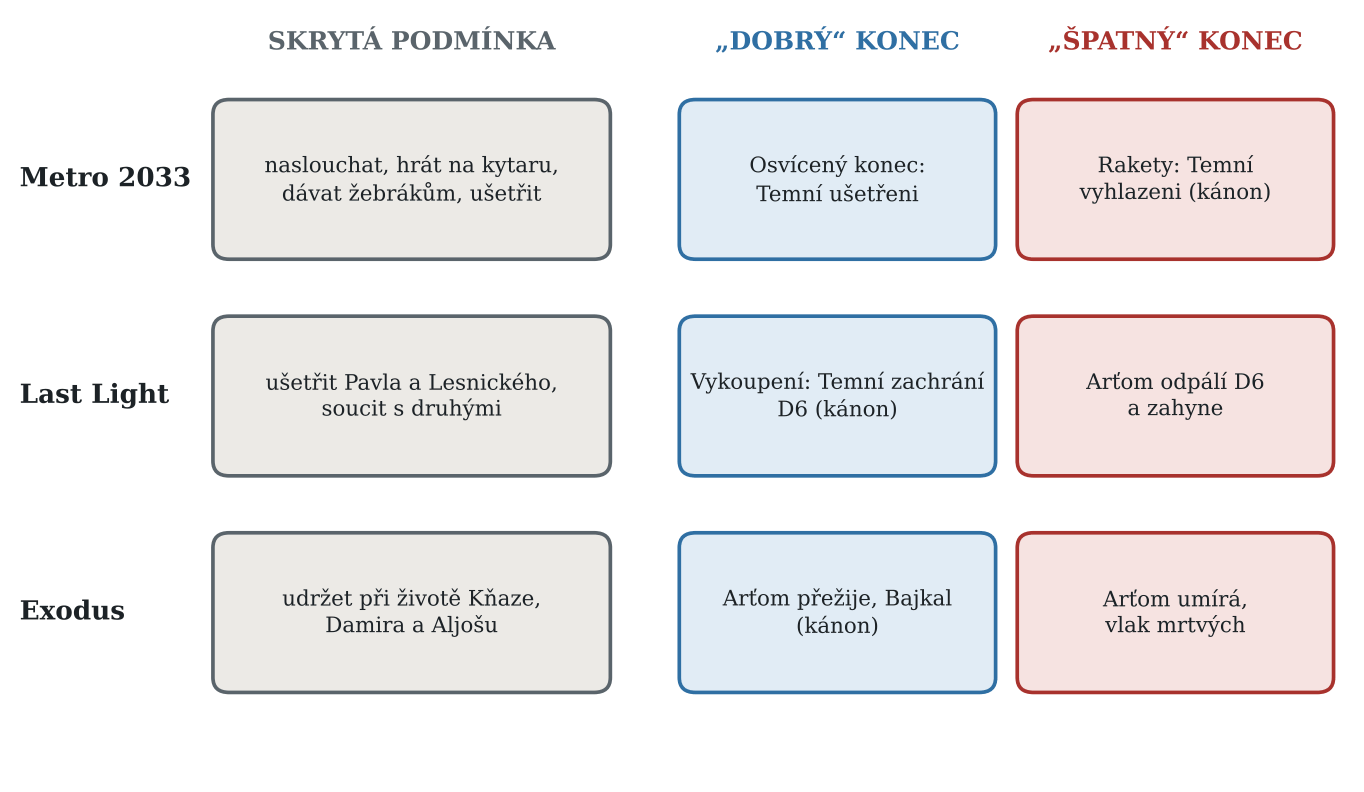 SKRYTÁ PODMÍNKA
„DOBRÝ“ KONEC
„ŠPATNÝ“ KONEC
Metro 2033
naslouchat, hrát na kytaru,
dávat žebrákům, ušetřit
Osvícený konec:
Temní ušetřeni
Rakety: Temní
vyhlazeni (kánon)
Last Light
ušetřit Pavla a Lesnického,
soucit s druhými
Vykoupení: Temní zachrání
D6 (kánon)
Arťom odpálí D6
a zahyne
Exodus
udržet při životě Kňaze,
Damira a Aljošu
Arťom přežije, Bajkal
(kánon)
Arťom umírá,
vlak mrtvých